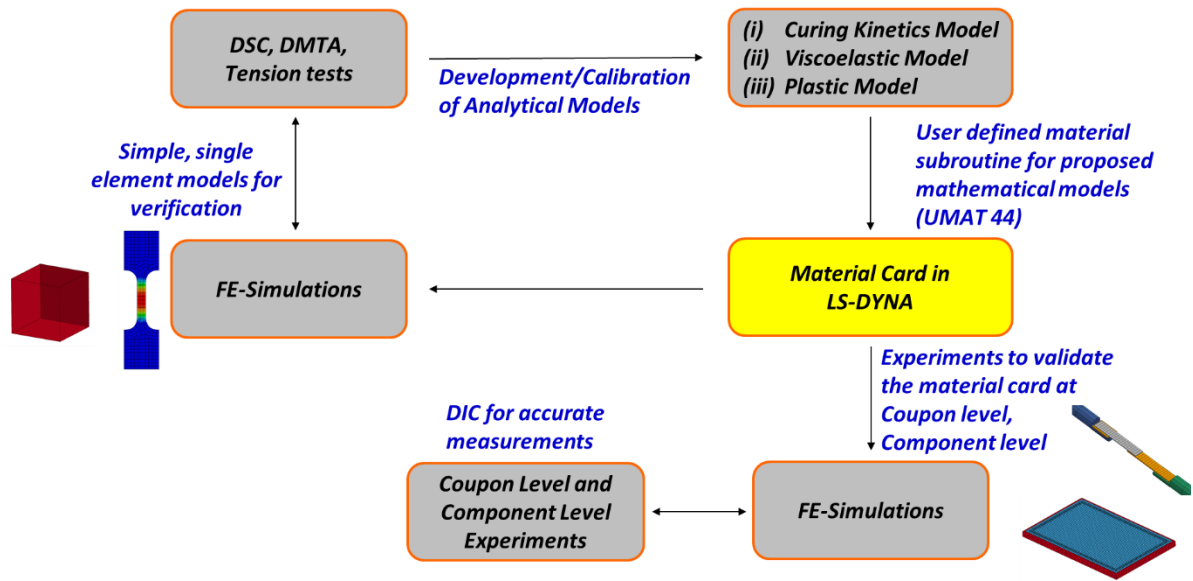 DSC, DMTA,
Tension tests
Development/Calibration
of Analytical Models
(i) Curing Kinetics Model
(ii) Viscoelastic Model
(iii) Plastic Model
Simple, single
element models for
verification
User defined material
subroutine for proposed
mathematical models
(UMAT 44)
FE-Simulations
Material Card in
LS-DYNA
Experiments to validate
the material card at
Coupon level,
Component level
DIC for accurate
measurements
Coupon Level and
Component Level
Experiments
FE-Simulations